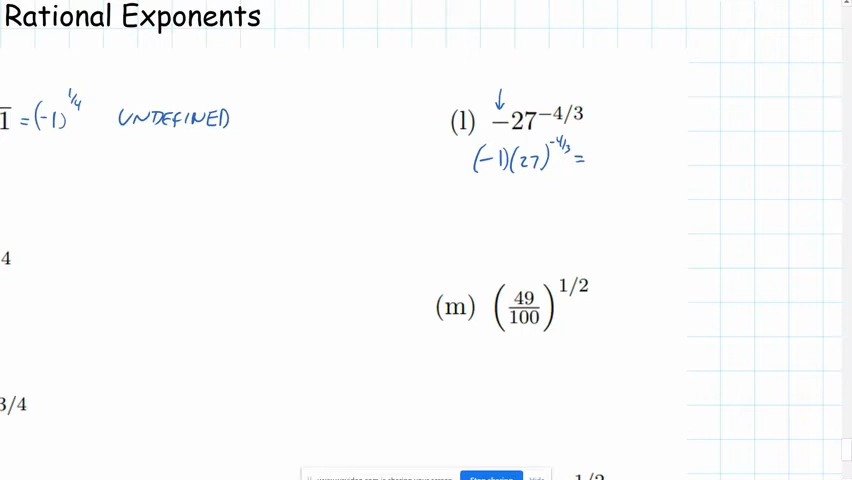 Rational Exponents
1 = (-1)^1/4 UNDEFINED
(l) −27^−4/3
(-1)(27)^-4/3 =
4
(m) (49/100)^1/2
3/4
Stop sharing Hide
1/2